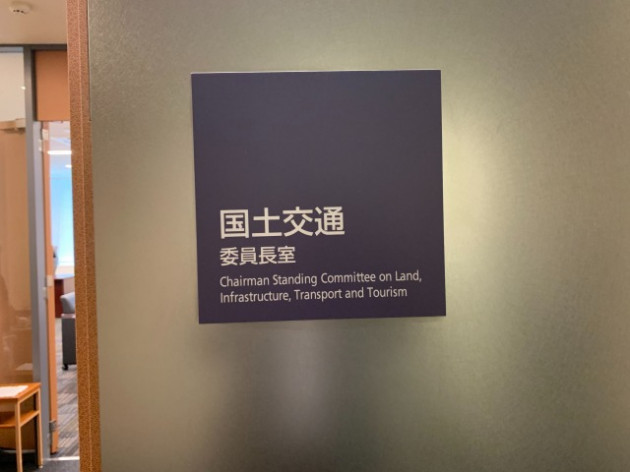 国土交通
委員長室
Chairman Standing Committee on Land,
Infrastructure, Transport and Tourism